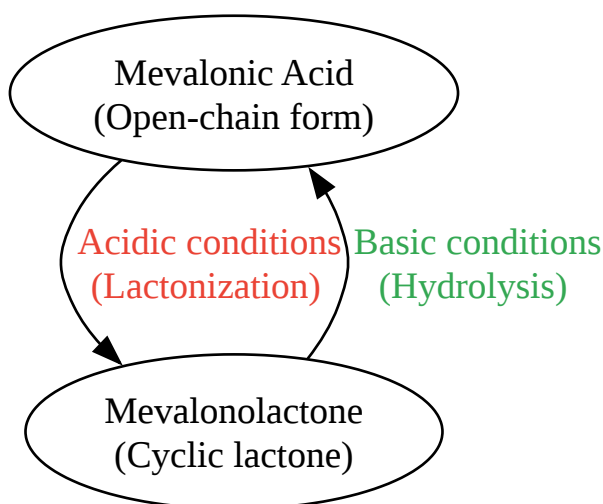 Mevalonic Acid
(Open-chain form)
Acidic conditions
(Lactonization)
Basic conditions
(Hydrolysis)
Mevalonolactone
(Cyclic lactone)